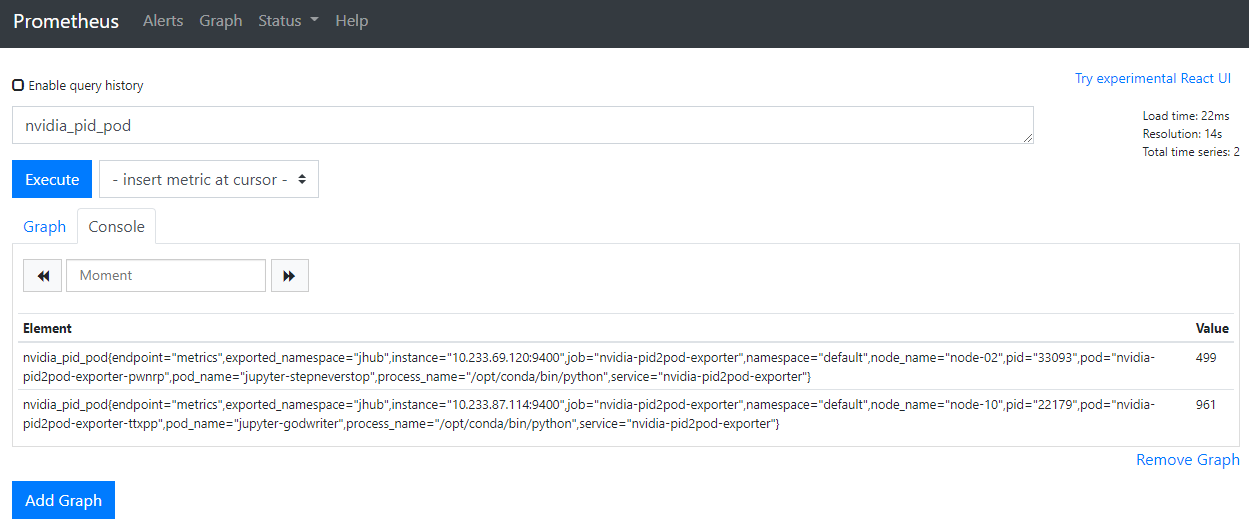 Prometheus Alerts Graph Status Help
Enable query history
Try experimental React UI
nvidia_pid_pod
Load time: 22ms
Resolution: 14s
Total time series: 2
Execute
- insert metric at cursor -
Graph Console
Moment
Element Value
nvidia_pid_pod{endpoint="metrics",exported_namespace="jhub",instance="10.233.69.120:9400",job="nvidia-pid2pod-exporter",namespace="default",node_name="node-02",pid="33093",pod="nvidia- 499
pid2pod-exporter-pwnrp",pod_name="jupyter-stepneverstop",process_name="/opt/conda/bin/python",service="nvidia-pid2pod-exporter"}
nvidia_pid_pod{endpoint="metrics",exported_namespace="jhub",instance="10.233.87.114:9400",job="nvidia-pid2pod-exporter",namespace="default",node_name="node-10",pid="22179",pod="nvidia- 961
pid2pod-exporter-ttxpp",pod_name="jupyter-godwriter",process_name="/opt/conda/bin/python",service="nvidia-pid2pod-exporter"}
Remove Graph
Add Graph